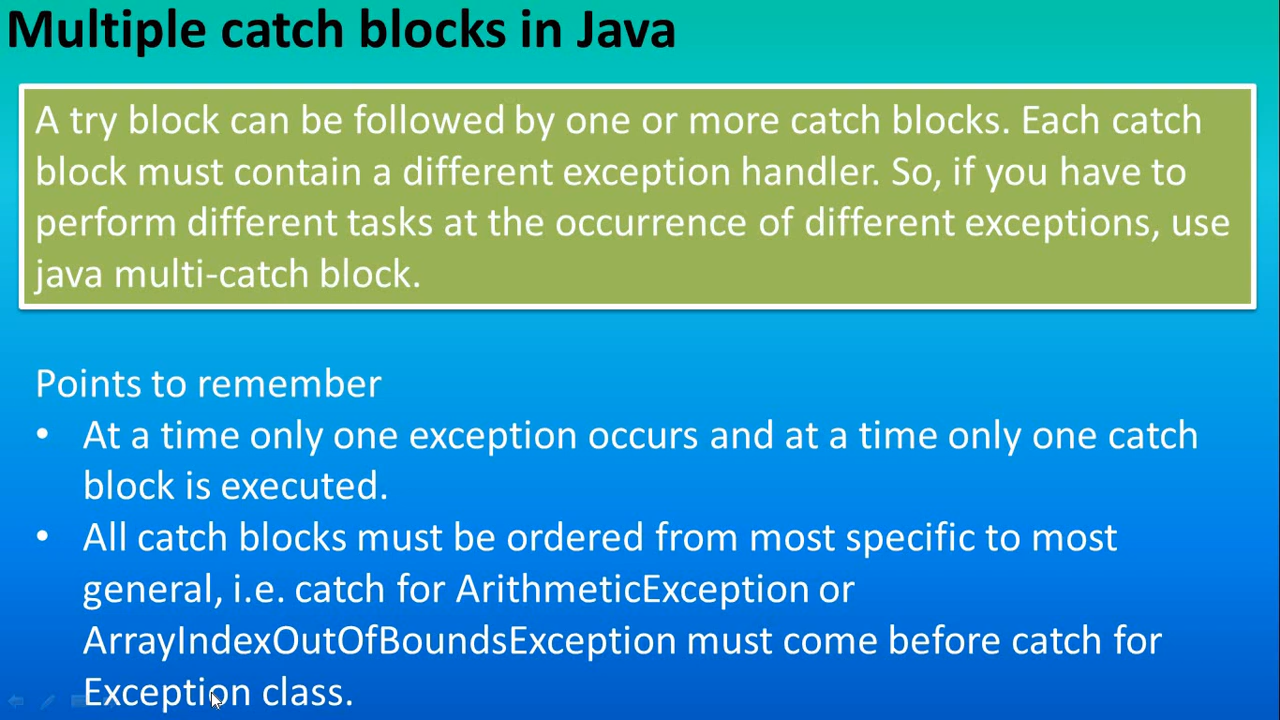 Multiple catch blocks in Java
A try block can be followed by one or more catch blocks. Each catch
block must contain a different exception handler. So, if you have to
perform different tasks at the occurrence of different exceptions, use
java multi-catch block.
Points to remember
• At a time only one exception occurs and at a time only one catch
block is executed.
• All catch blocks must be ordered from most specific to most
general, i.e. catch for ArithmeticException or
ArrayIndexOutOfBoundsException must come before catch for
Exception class.